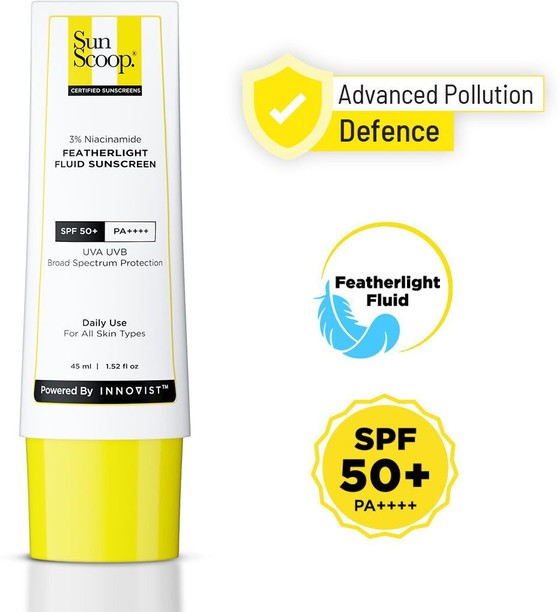 Sun
Scoop.®
CERTIFIED SUNSCREENS
3% Niacinamide
FEATHERLIGHT
FLUID SUNSCREEN
SPF 50+ PA++++
UVA UVB
Broad Spectrum Protection
Daily Use
For All Skin Types
45 ml | 1.52 fl oz
Powered By INNOVIST™
Advanced Pollution
Defence
Featherlight
Fluid
SPF
50+
PA++++